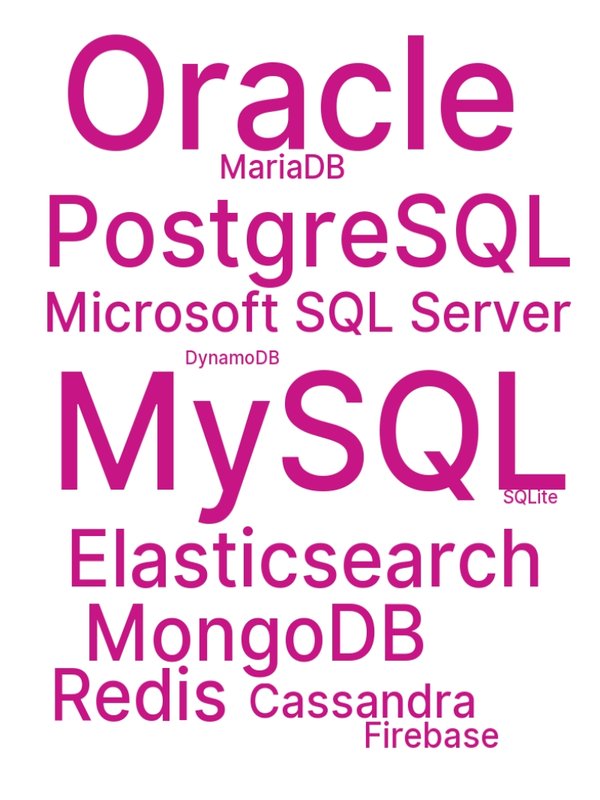 Oracle
MariaDB
PostgreSQL
Microsoft SQL Server
DynamoDB
MySQL
SQLite
Elasticsearch
MongoDB
Redis Cassandra
Firebase